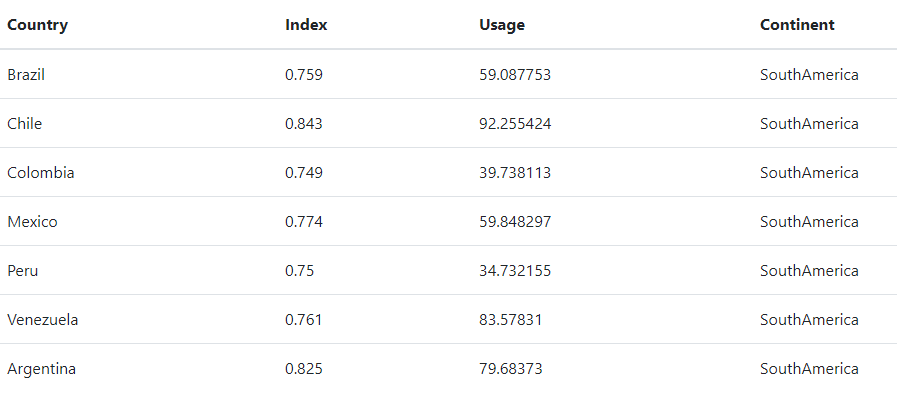 Country Index Usage Continent
Brazil 0.759 59.087753 SouthAmerica
Chile 0.843 92.255424 SouthAmerica
Colombia 0.749 39.738113 SouthAmerica
Mexico 0.774 59.848297 SouthAmerica
Peru 0.75 34.732155 SouthAmerica
Venezuela 0.761 83.57831 SouthAmerica
Argentina 0.825 79.68373 SouthAmerica